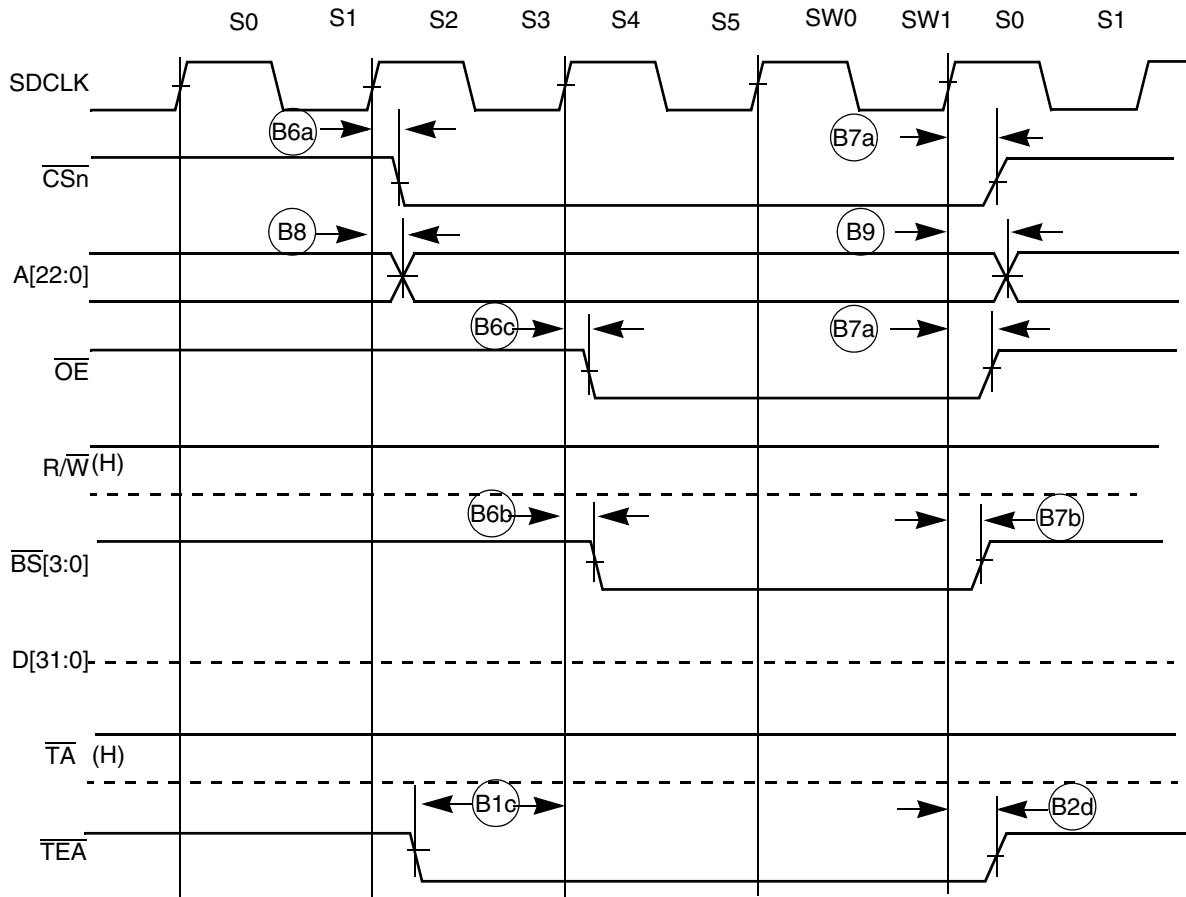 S0 S1 S2 S3 S4 S5 SW0 SW1 S0 S1
SDCLK
B6a B7a
CSn
B8 B9
A[22:0]
B6c B7a
OE
R/W (H)
B6b B7b
BS[3:0]
D[31:0]
TA (H)
B1c B2d
TEA